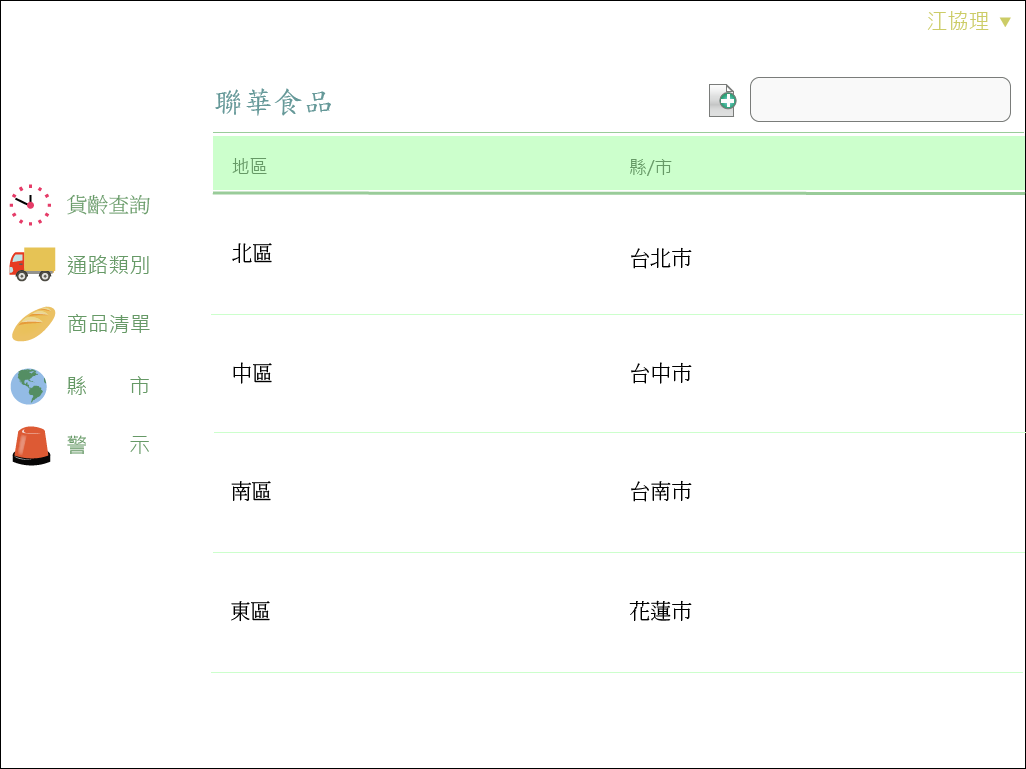 江協理 ▼
聯華食品
地區 縣/市
貨齡查詢
通路類別
商品清單
縣 市
警 示
北區 台北市
中區 台中市
南區 台南市
東區 花蓮市